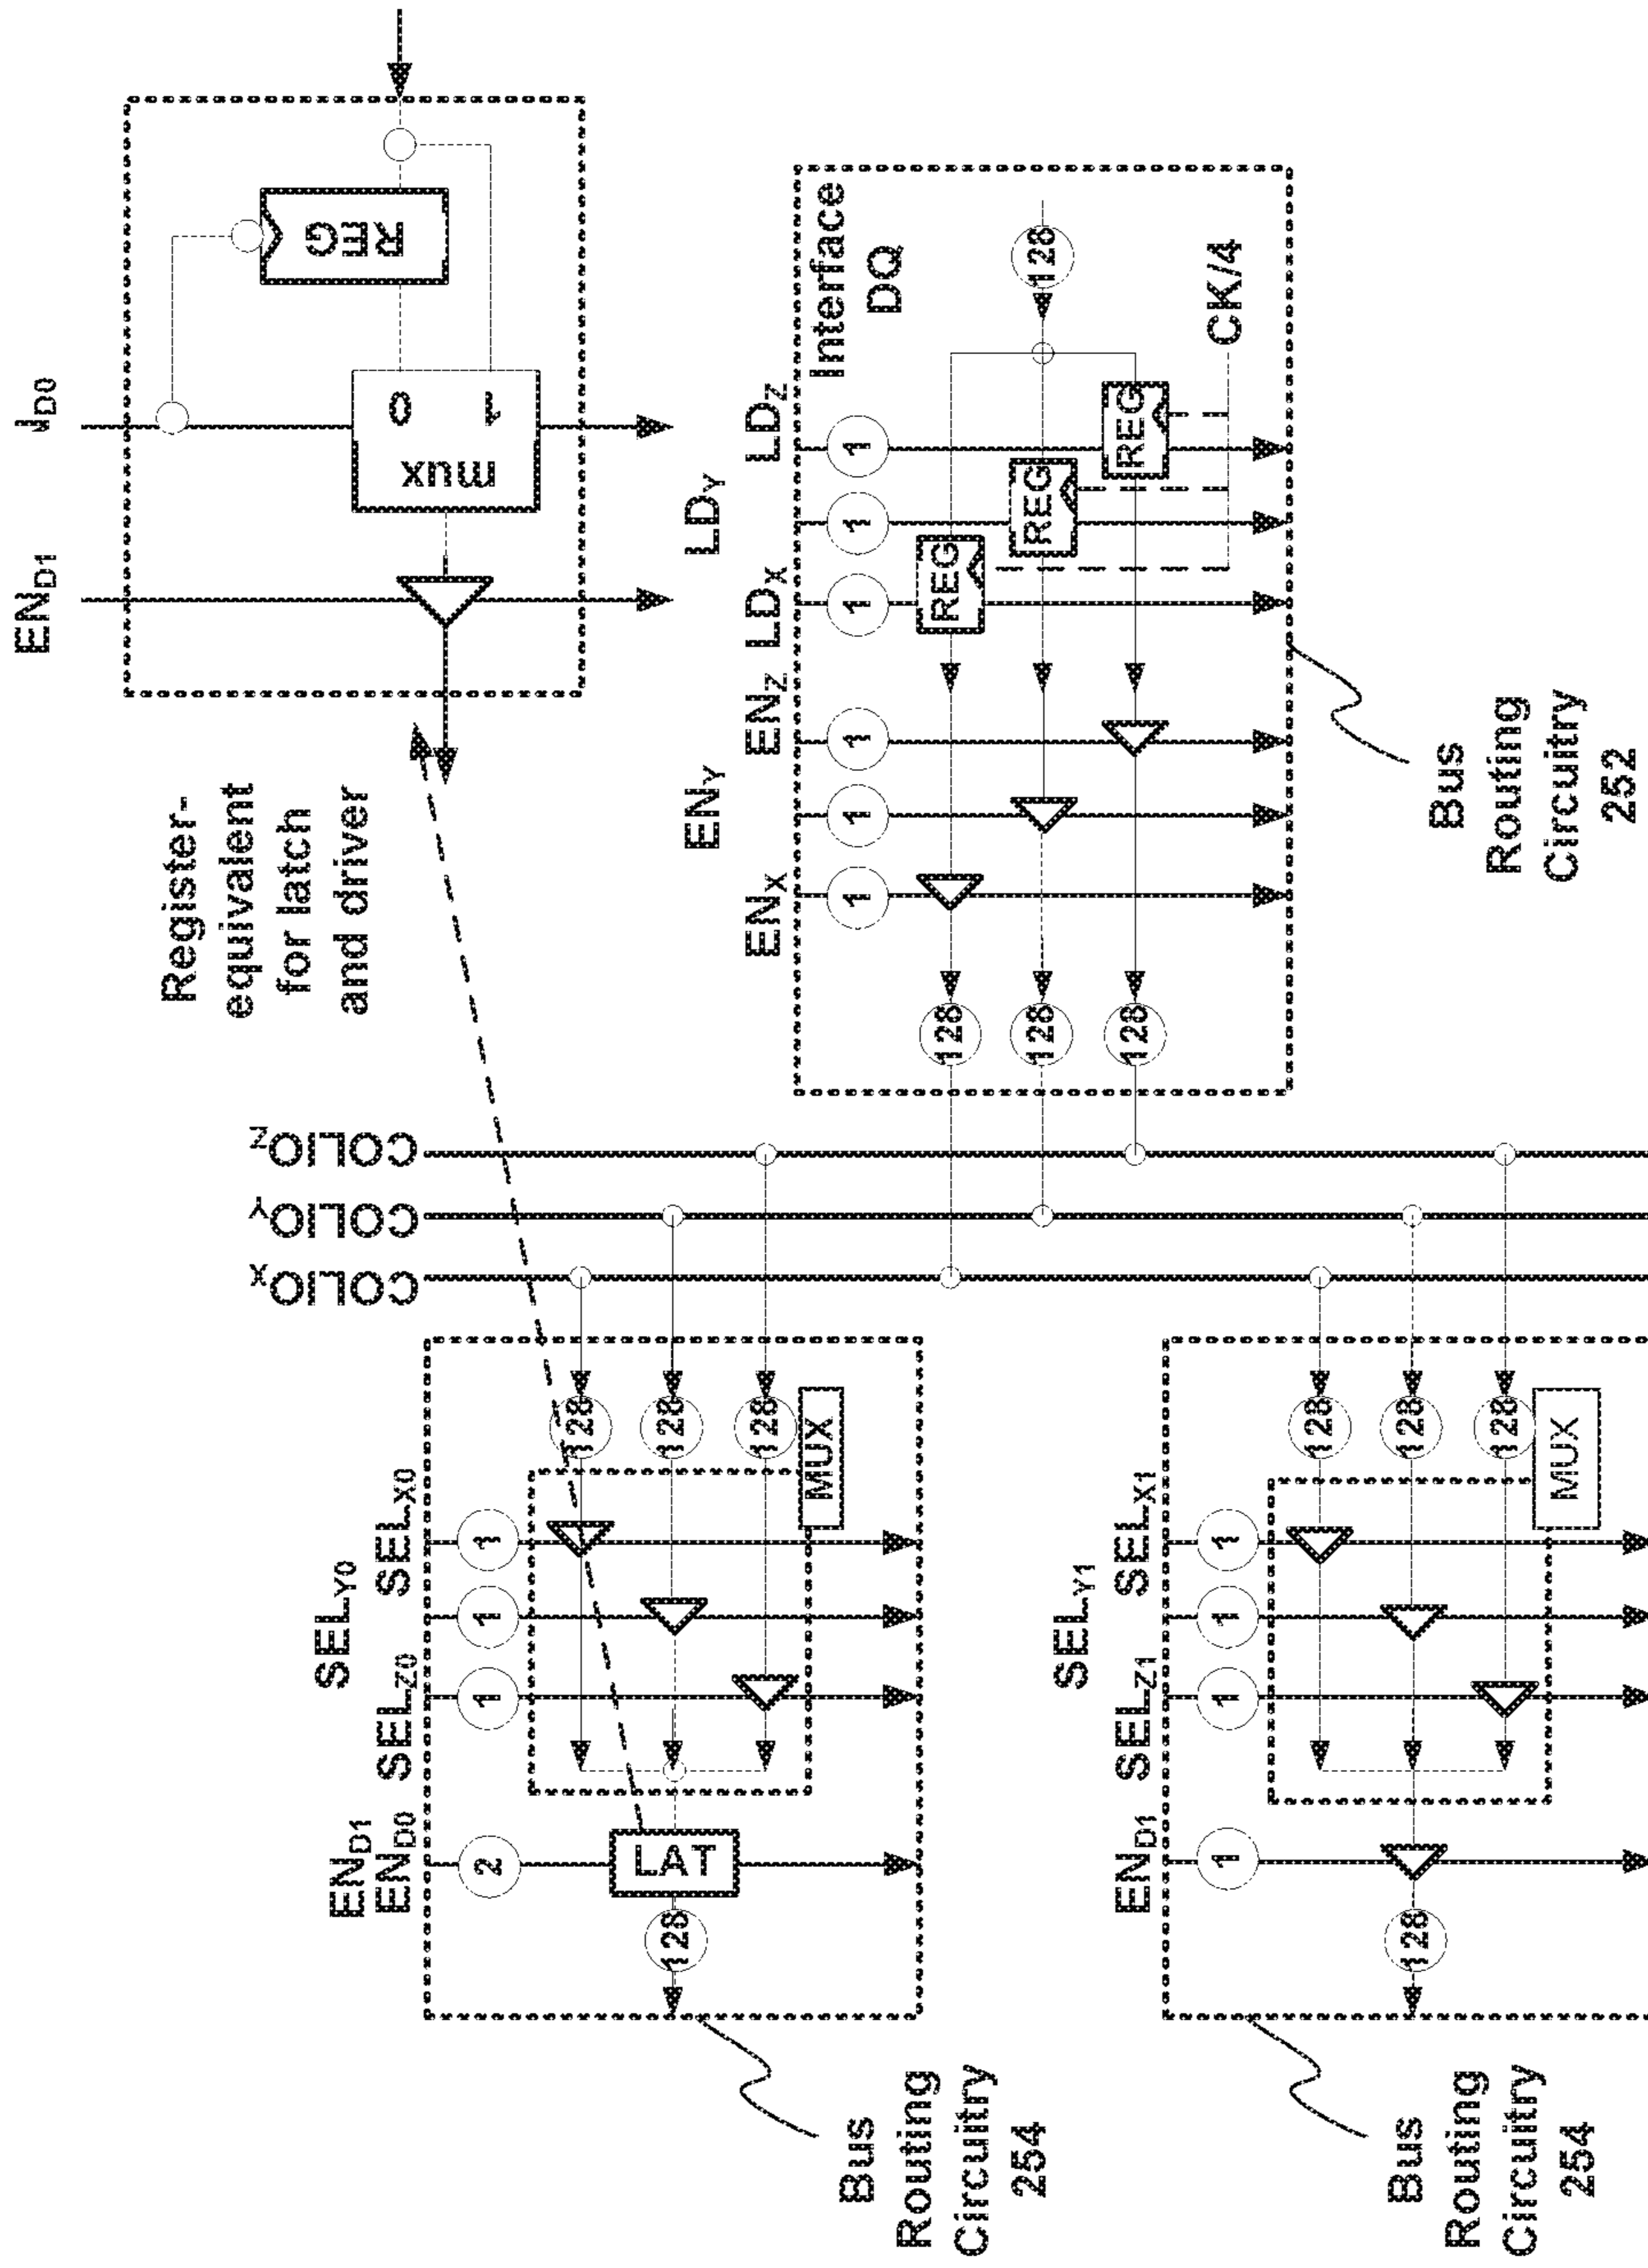 EN_D1
↓_D0
REG
mux
0
1
Register-
equivalent
for latch
and driver
EN_X
EN_Y
EN_Z
LD_X
LD_Y
LD_Z
1
1
1
1
1
1
Interface
DQ
REG
REG
REG
128
128
128
128
CK/4
Bus
Routing
Circuitry
252
COLIO_X
COLIO_Y
COLIO_Z
EN_D1
EN_D0
SEL_Z0
SEL_Y0
SEL_X0
2
1
1
1
LAT
128
128
128
128
MUX
Bus
Routing
Circuitry
254
EN_D1
SEL_Z1
SEL_Y1
SEL_X1
1
1
1
1
128
128
128
128
MUX
Bus
Routing
Circuitry
254